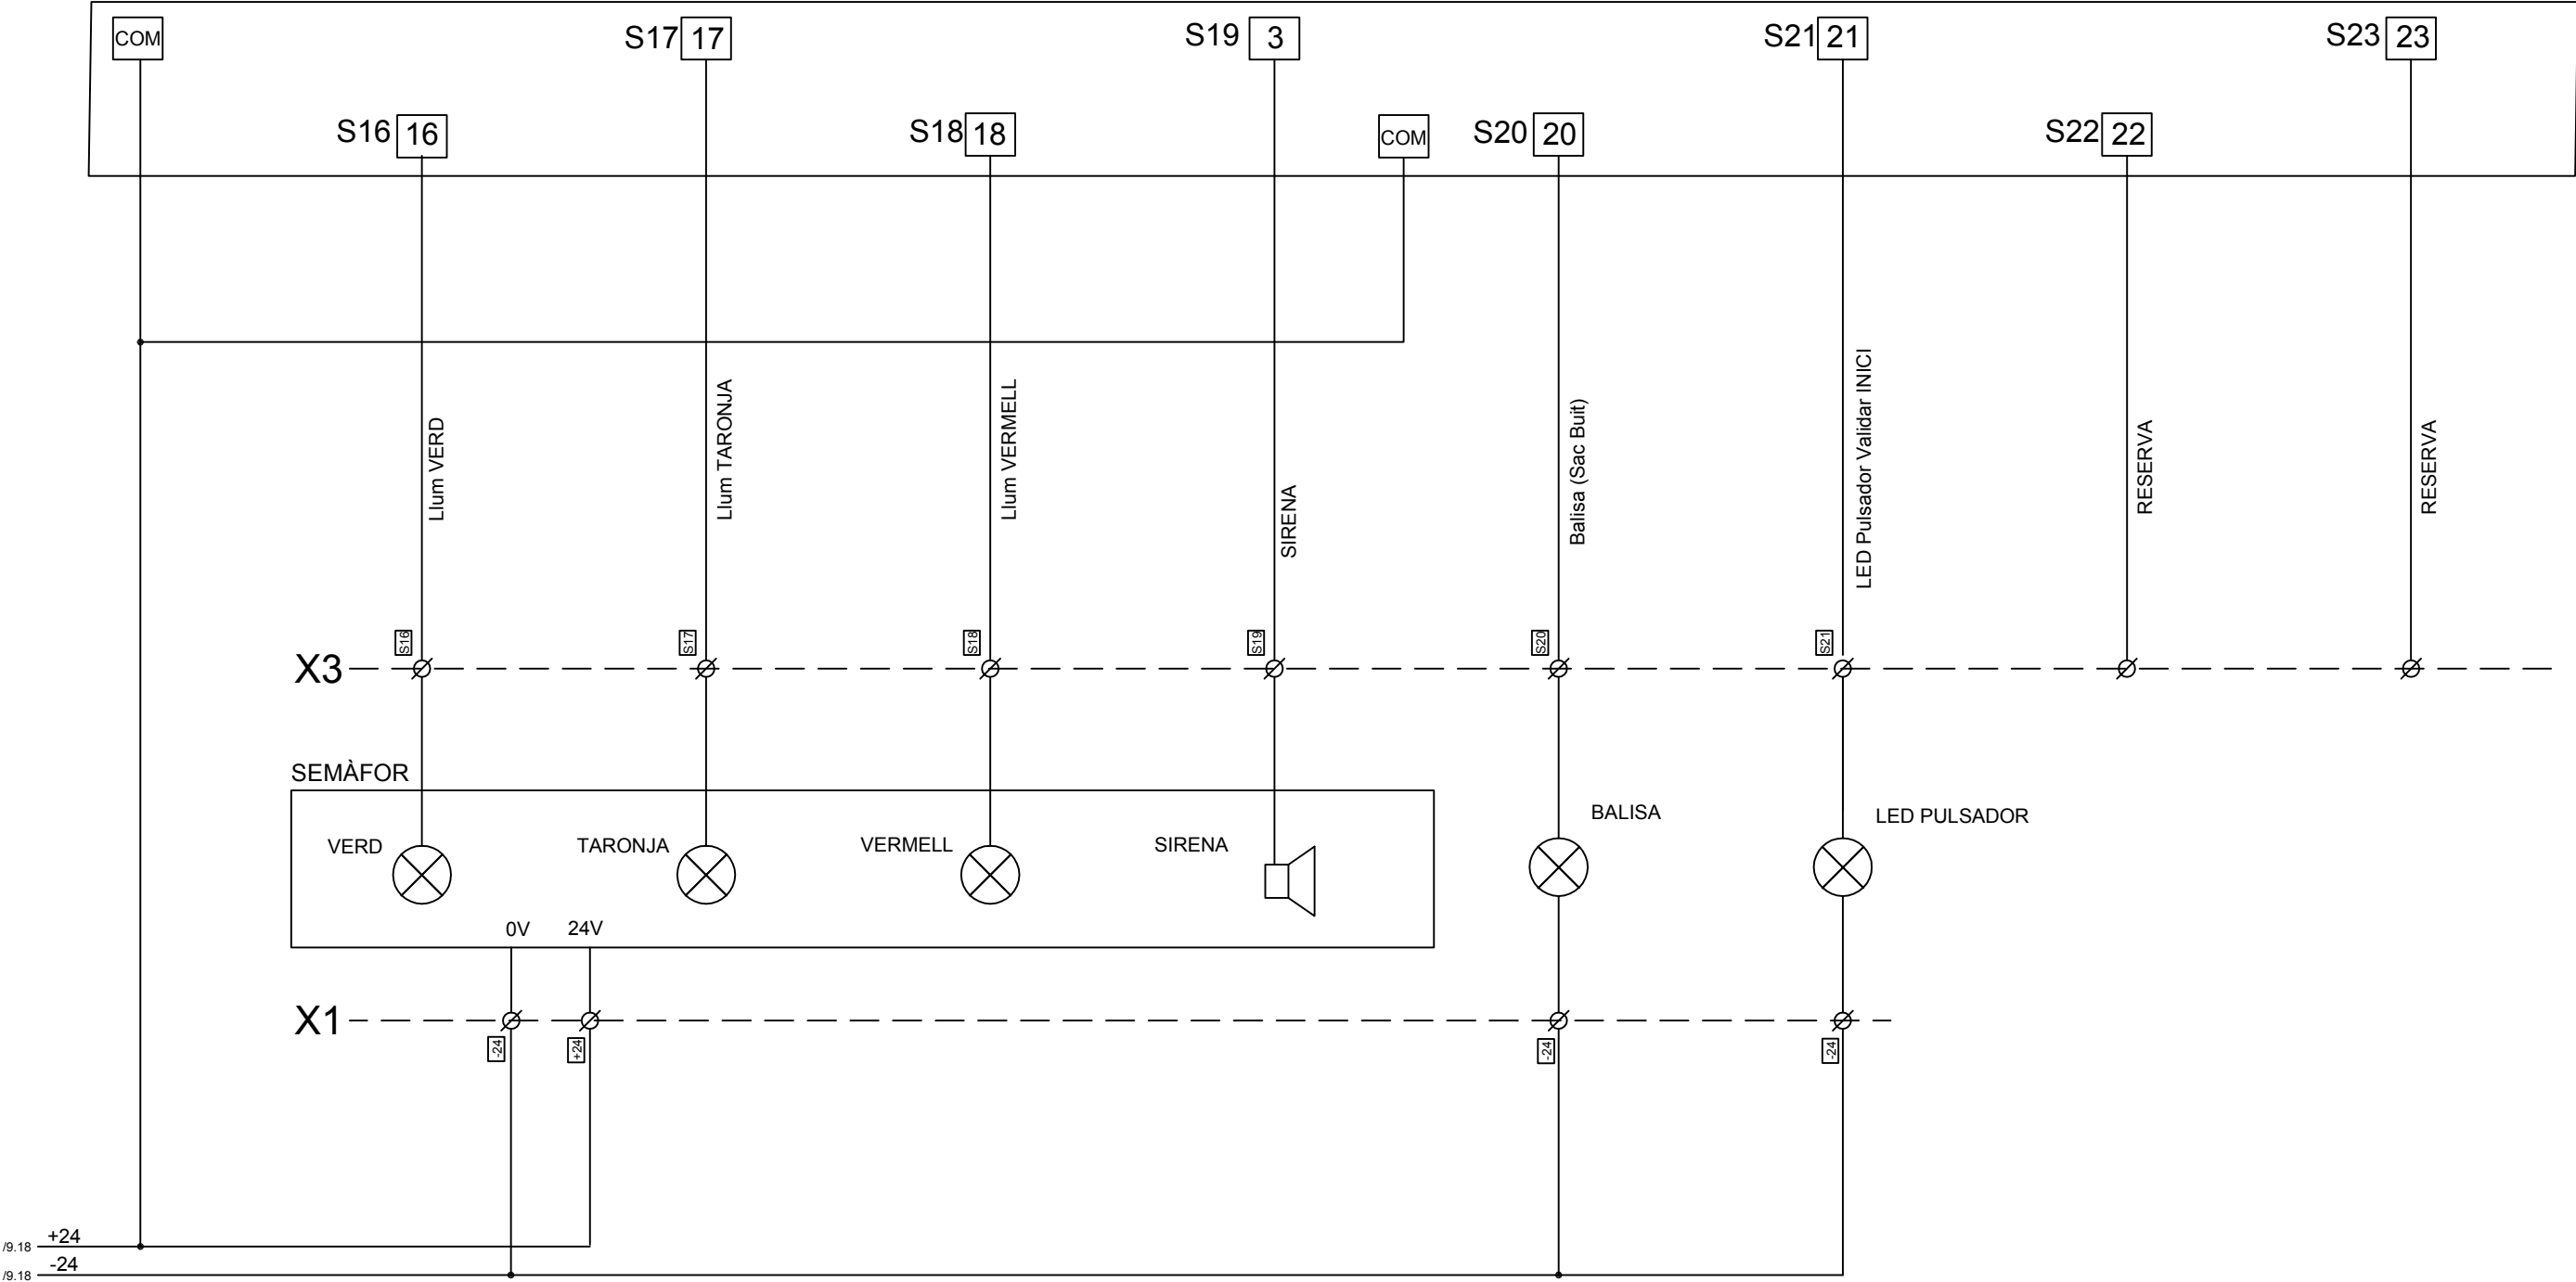 COM
S17 17
S19 3
S21 21
S23 23
S16 16
S18 18
COM
S20 20
S22 22
Llum VERD
Llum TARONJA
Llum VERMELL
SIRENA
Balisa (Sac Buit)
LED Pulsador Validar INICI
RESERVA
RESERVA
S16
S17
S18
S19
S20
S21
X3
SEMÀFOR
VERD
TARONJA
VERMELL
SIRENA
BALISA
LED PULSADOR
0V
24V
X1
-24
+24
-24
-24
/9.18 +24
/9.18 -24